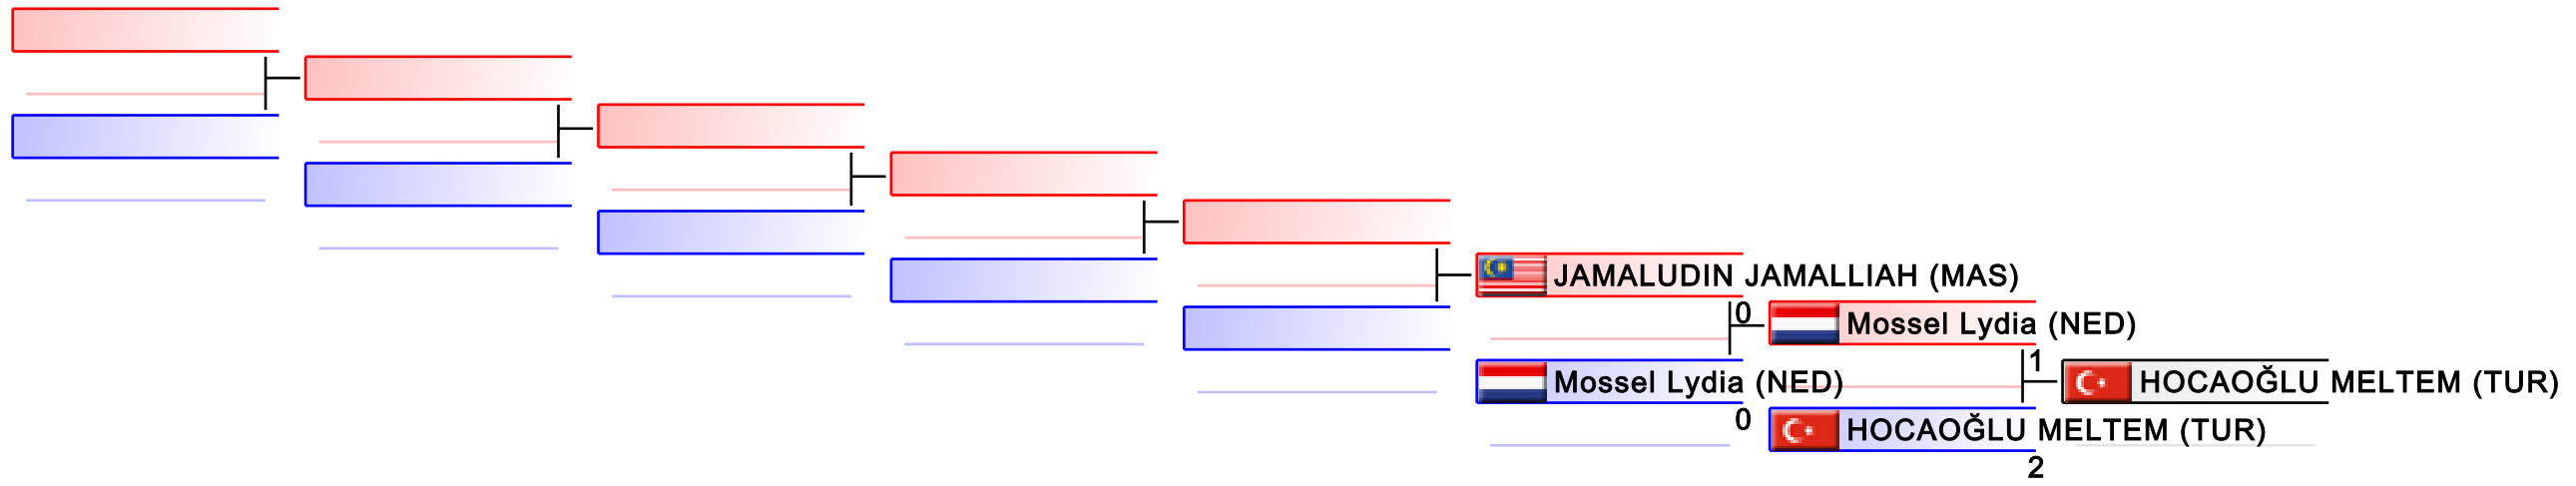 JAMALUDIN JAMALLIAH (MAS)
0
Mossel Lydia (NED)
0
Mossel Lydia (NED)
1
HOCAOĞLU MELTEM (TUR)
2
HOCAOĞLU MELTEM (TUR)